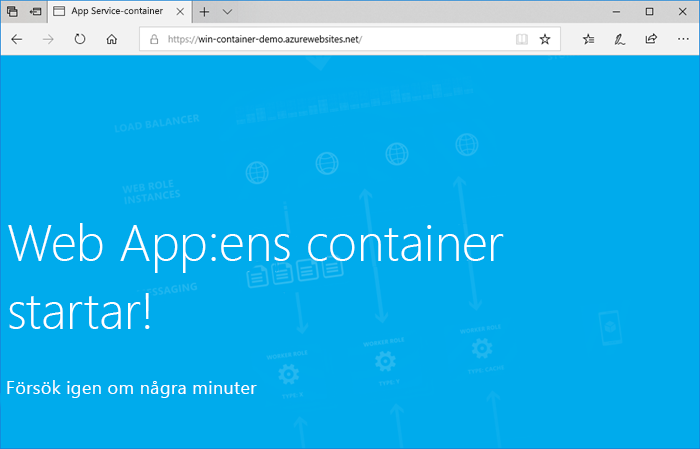 App Service-container
https://win-container-demo.azurewebsites.net/
LOAD BALANCER
WEB ROLE
INSTANCES
Web App:ens container
startar!
WORKER ROLE
WORKER ROLE
WORKER ROLE
Försök igen om några minuter